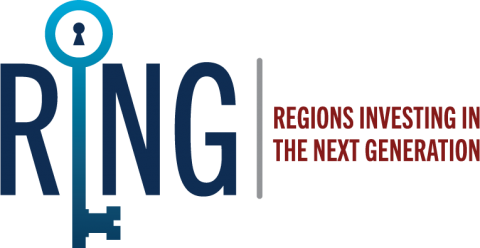 RING
REGIONS INVESTING IN
THE NEXT GENERATION